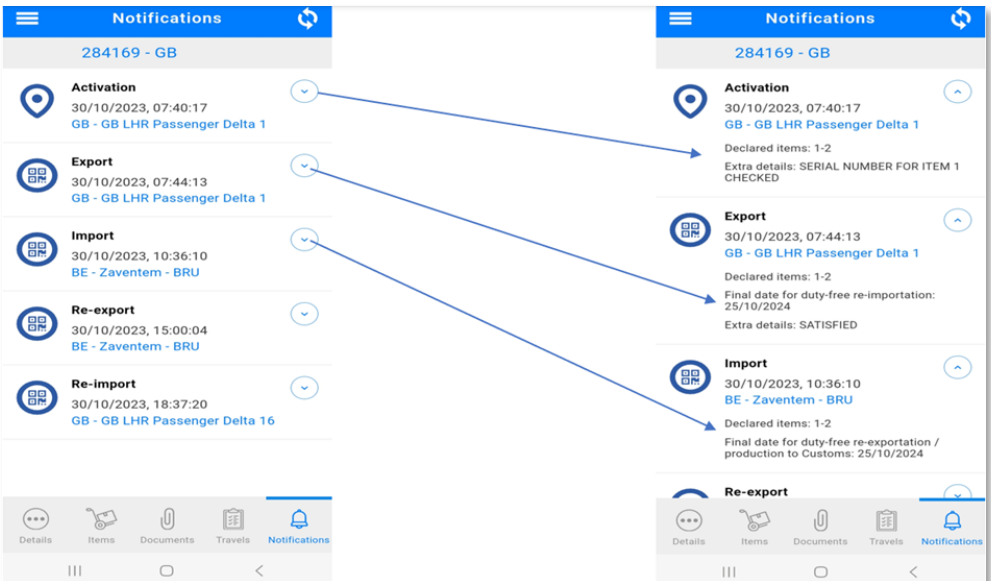 Notifications
284169 - GB
Activation
30/10/2023, 07:40:17
GB - GB LHR Passenger Delta 1
Export
30/10/2023, 07:44:13
GB - GB LHR Passenger Delta 1
Import
30/10/2023, 10:36:10
BE - Zaventem - BRU
Re-export
30/10/2023, 15:00:04
BE - Zaventem - BRU
Re-import
30/10/2023, 18:37:20
GB - GB LHR Passenger Delta 16
Details
Items
Documents
Travels
Notifications
Notifications
284169 - GB
Activation
30/10/2023, 07:40:17
GB - GB LHR Passenger Delta 1
Declared items: 1-2
Extra details: SERIAL NUMBER FOR ITEM 1
CHECKED
Export
30/10/2023, 07:44:13
GB - GB LHR Passenger Delta 1
Declared items: 1-2
Final date for duty-free re-importation:
25/10/2024
Extra details: SATISFIED
Import
30/10/2023, 10:36:10
BE - Zaventem - BRU
Declared items: 1-2
Final date for duty-free re-exportation /
production to Customs: 25/10/2024
Re-export
Details
Items
Documents
Travels
Notifications